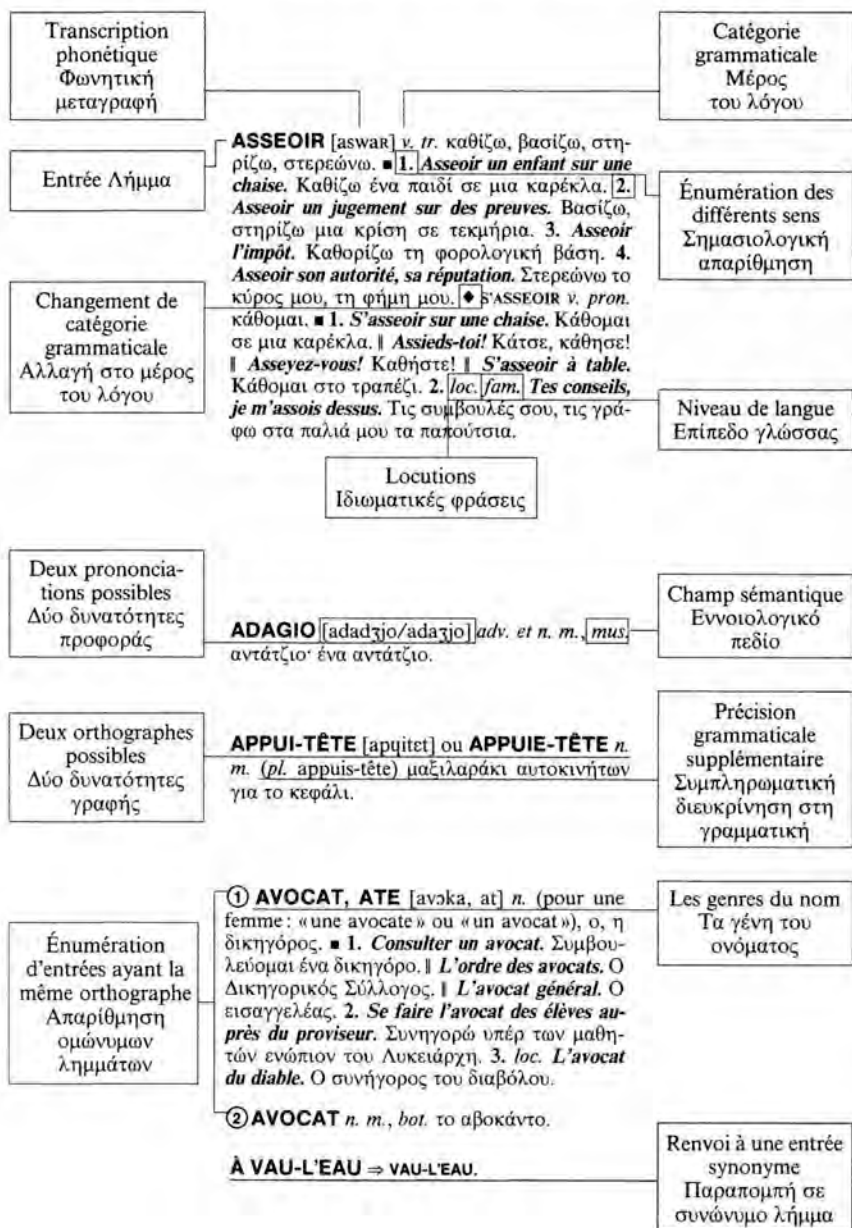 Transcription
phonétique
Φωνητική
μεταγραφή
Catégorie
grammaticale
Μέρος
του λόγου
Entrée Λήμμα
ASSEOIR [aswaʀ] v. tr. καθίζω, βασίζω, στη-
ρίζω, στερεώνω. ■ 1. Asseoir un enfant sur une
chaise. Καθίζω ένα παιδί σε μια καρέκλα. 2.
Asseoir un jugement sur des preuves. Βασίζω,
στηρίζω μια κρίση σε τεκμήρια. 3. Asseoir
l'impôt. Καθορίζω τη φορολογική βάση. 4.
Asseoir son autorité, sa réputation. Στερεώνω το
κύρος μου, τη φήμη μου. ◆ S'ASSEOIR v. pron.
κάθομαι. ■ 1. S'asseoir sur une chaise. Κάθομαι
σε μια καρέκλα. ‖ Assieds-toi! Κάτσε, κάθησε!
‖ Asseyez-vous! Καθήστε! ‖ S'asseoir à table.
Κάθομαι στο τραπέζι. 2. loc. fam. Tes conseils,
je m'assois dessus. Τις συμβουλές σου, τις γρά-
φω στα παλιά μου τα παπούτσια.
Énumération des
différents sens
Σημασιολογική
απαρίθμηση
Changement de
catégorie
grammaticale
Αλλαγή στο μέρος
του λόγου
Niveau de langue
Επίπεδο γλώσσας
Locutions
Ιδιωματικές φράσεις
Deux prononcia-
tions possibles
Δύο δυνατότητες
προφοράς
ADAGIO [adadʒjo/adaʒjo] adv. et n. m., mus.
αντάτζιο· ένα αντάτζιο.
Champ sémantique
Εννοιολογικό
πεδίο
Deux orthographes
possibles
Δύο δυνατότητες
γραφής
APPUI-TÊTE [apɥitɛt] ou APPUIE-TÊTE n.
m. (pl. appuis-tête) μαξιλαράκι αυτοκινήτων
για το κεφάλι.
Précision
grammaticale
supplémentaire
Συμπληρωματική
διευκρίνηση στη
γραμματική
Énumération
d'entrées ayant la
même orthographe
Απαρίθμηση
ομώνυμων
λημμάτων
① AVOCAT, ATE [avɔka, at] n. (pour une
femme : «une avocate» ou «un avocat»), ο, η
δικηγόρος. ■ 1. Consulter un avocat. Συμβου-
λεύομαι ένα δικηγόρο. ‖ L'ordre des avocats. Ο
Δικηγορικός Σύλλογος. ‖ L'avocat général. Ο
εισαγγελέας. 2. Se faire l'avocat des élèves au-
près du proviseur. Συνηγορώ υπέρ των μαθη-
τών ενώπιον του Λυκειάρχη. 3. loc. L'avocat
du diable. Ο συνήγορος του διαβόλου.
② AVOCAT n. m., bot. το αβοκάντο.
Les genres du nom
Τα γένη του
ονόματος
À VAU-L'EAU ⇒ VAU-L'EAU.
Renvoi à une entrée
synonyme
Παραπομπή σε
συνώνυμο λήμμα